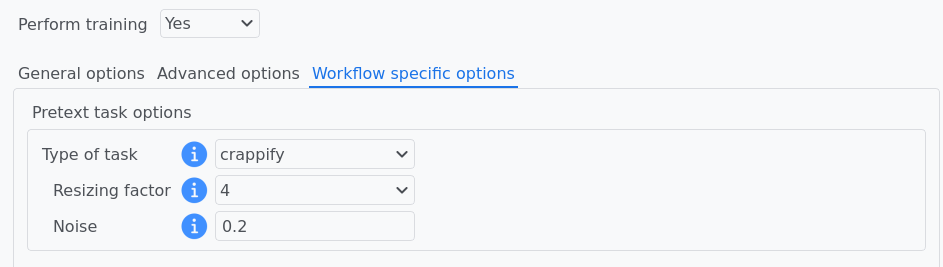 Perform training Yes
General options Advanced options Workflow specific options
Pretext task options
Type of task i crappify
Resizing factor i 4
Noise i 0.2